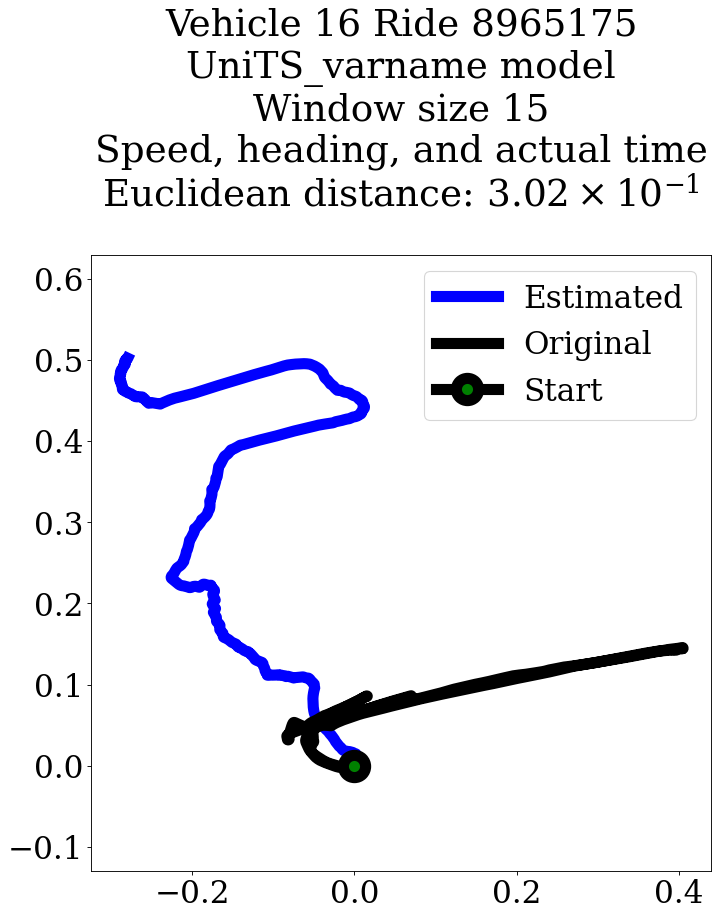 Vehicle 16 Ride 8965175
UniTS_varname model
Window size 15
Speed, heading, and actual time
Euclidean distance: 3.02 × 10⁻¹
0.6
0.5
0.4
0.3
0.2
0.1
0.0
−0.1
Estimated
Original
Start
−0.2
0.0
0.2
0.4